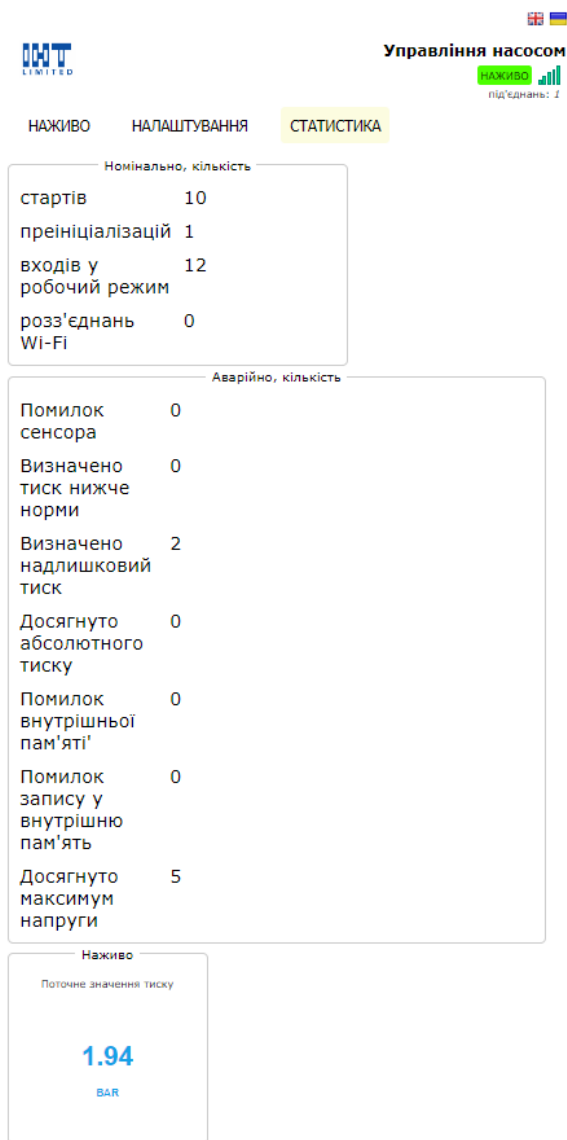 ІНТ
LIMITED
Управління насосом
НАЖИВО
під'єднань: 1
НАЖИВО НАЛАШТУВАННЯ СТАТИСТИКА
Номінально, кількість
стартів 10
преініціалізацій 1
входів у 12
робочий режим
розз'єднань 0
Wi-Fi
Аварійно, кількість
Помилок 0
сенсора
Визначено 0
тиск нижче
норми
Визначено 2
надлишковий
тиск
Досягнуто 0
абсолютного
тиску
Помилок 0
внутрішньої
пам'яті'
Помилок 0
запису у
внутрішню
пам'ять
Досягнуто 5
максимум
напруги
Наживо
Поточне значення тиску
1.94
BAR